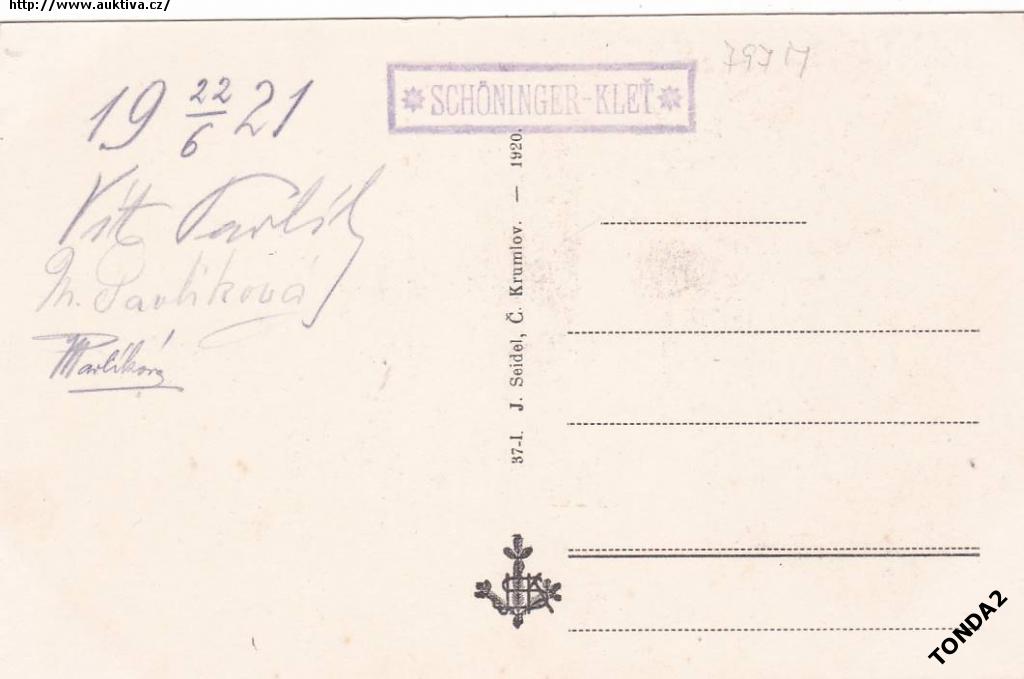 http://www.auktiva.cz/
19 22/6 21
SCHÖNINGER-KLEŤ
Vít Pavlík
M. Pavlíková
Pavlíková
37-I. J. Seidel, Č. Krumlov. — 1920.
TONDA2